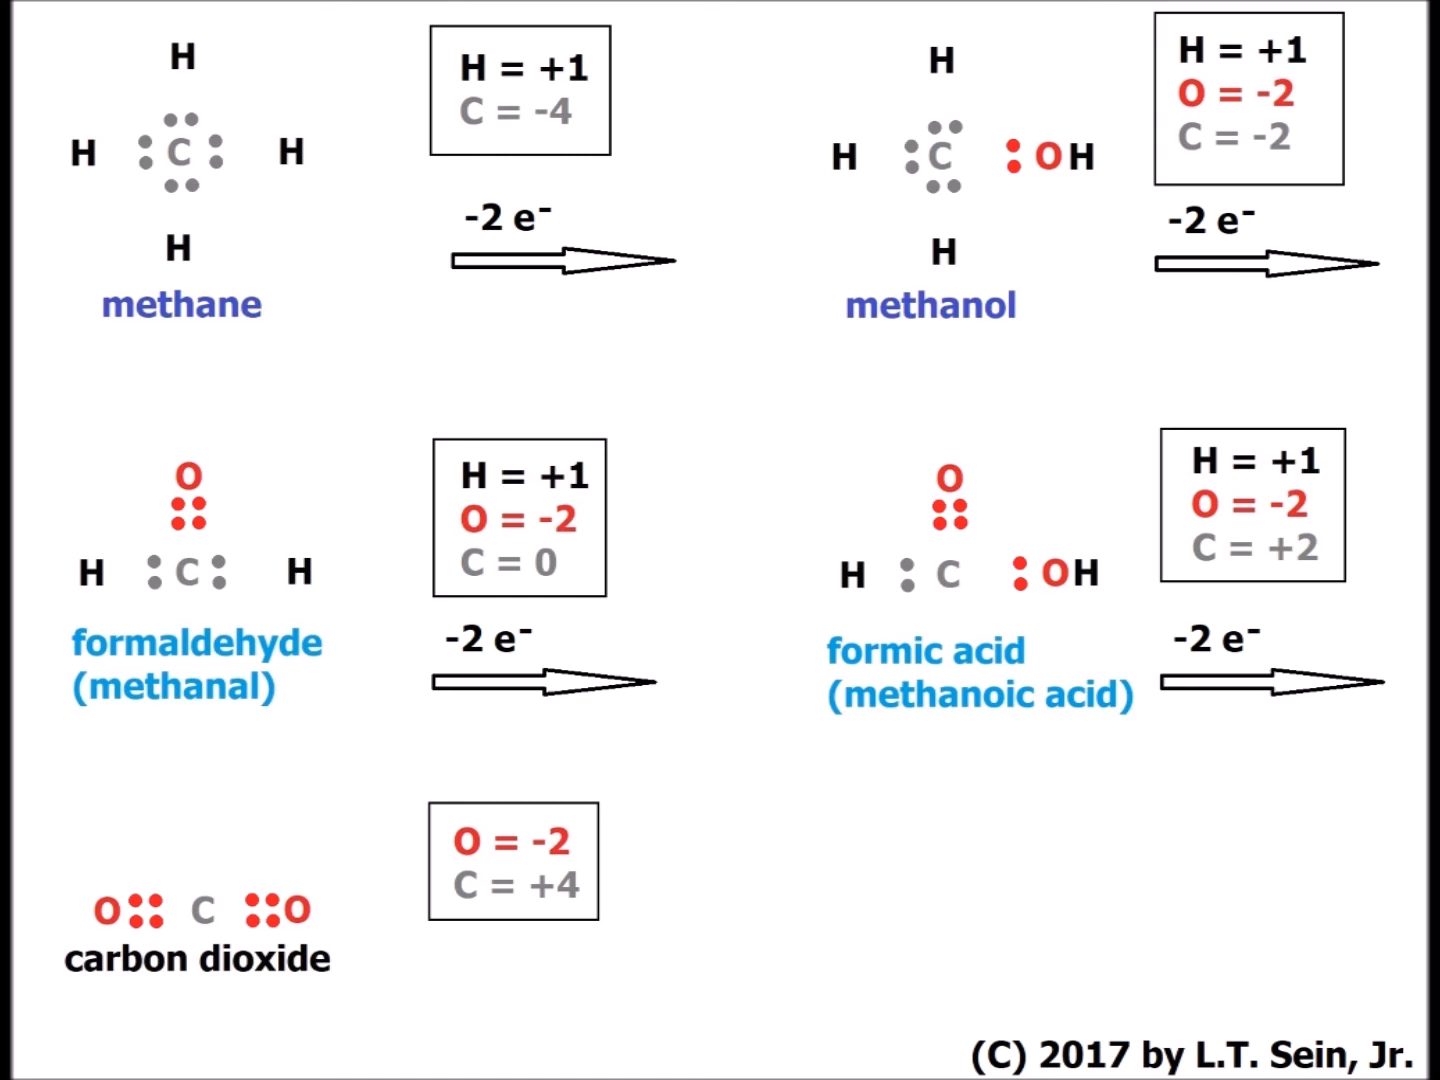 H
H = +1
C = -4
H C H
H
methane
-2 e⁻
H
H = +1
O = -2
C = -2
H C OH
H
methanol
-2 e⁻
O
H = +1
O = -2
C = 0
H C H
formaldehyde
(methanal)
-2 e⁻
O
H = +1
O = -2
C = +2
H C OH
formic acid
(methanoic acid)
-2 e⁻
O = -2
C = +4
O C O
carbon dioxide
(C) 2017 by L.T. Sein, Jr.